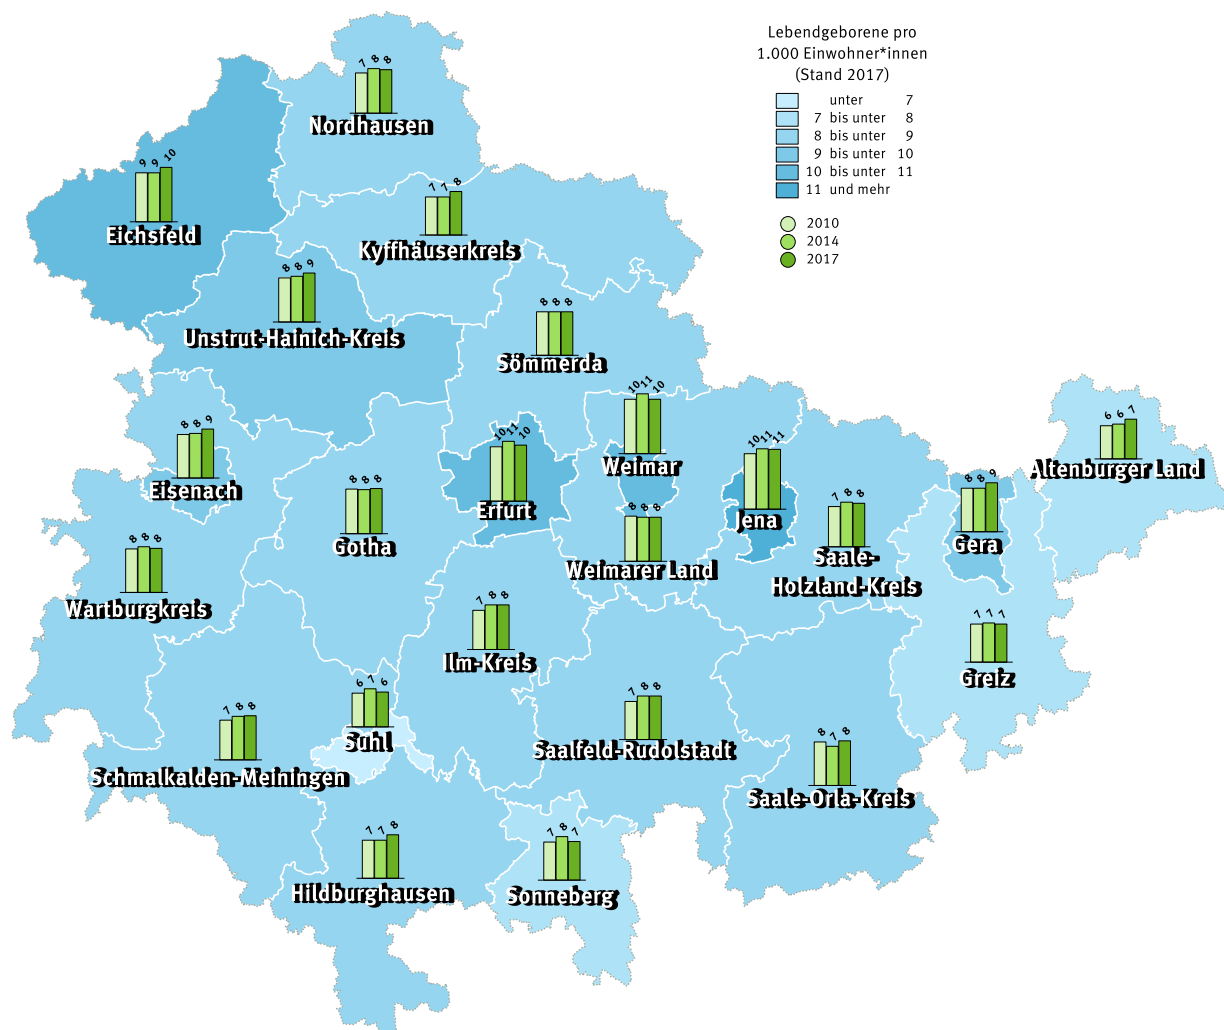 Lebendgeborene pro
1.000 Einwohner*innen
(Stand 2017)
unter 7
7 bis unter 8
8 bis unter 9
9 bis unter 10
10 bis unter 11
11 und mehr
2010
2014
2017
7 8 8
Nordhausen
9 9 10
Eichsfeld
7 7 8
Kyffhäuserkreis
8 8 9
Unstrut-Hainich-Kreis
8 8 8
Sömmerda
10 11 10
Weimar
8 8 9
Eisenach
10 11 10
Erfurt
10 11 11
Jena
6 6 7
Altenburger Land
8 8 8
Gotha
8 8 8
Weimarer Land
7 8 8
Saale-
Holzland-Kreis
8 8 9
Gera
8 8 8
Wartburgkreis
7 8 8
Ilm-Kreis
7 7 7
Greiz
6 7 6
Suhl
7 8 8
Schmalkalden-Meiningen
7 8 8
Saalfeld-Rudolstadt
8 7 8
Saale-Orla-Kreis
7 7 8
Hildburghausen
7 8 7
Sonneberg